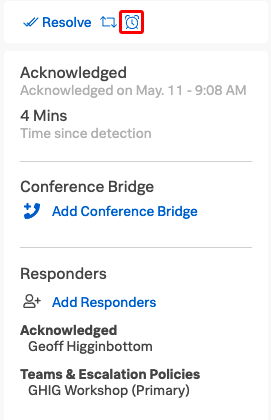 Resolve
Acknowledged
Acknowledged on May. 11 - 9:08 AM
4 Mins
Time since detection
Conference Bridge
Add Conference Bridge
Responders
Add Responders
Acknowledged
Geoff Higginbottom
Teams & Escalation Policies
GHIG Workshop (Primary)